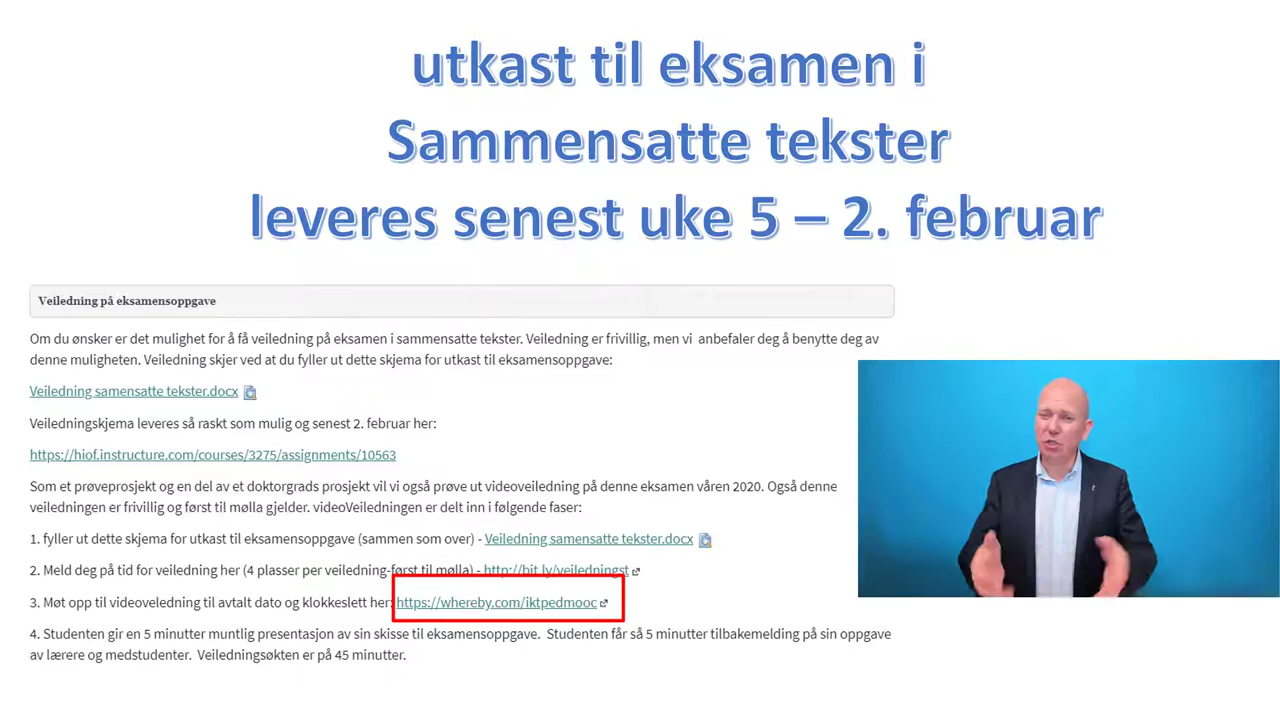 utkast til eksamen i
Sammensatte tekster
leveres senest uke 5 – 2. februar
Veiledning på eksamensoppgave
Om du ønsker er det mulighet for å få veiledning på eksamen i sammensatte tekster. Veiledning er frivillig, men vi anbefaler deg å benytte deg av
denne muligheten. Veiledning skjer ved at du fyller ut dette skjema for utkast til eksamensoppgave:
Veiledning samensatte tekster.docx
Veiledningskjema leveres så raskt som mulig og senest 2. februar her:
https://hiof.instructure.com/courses/3275/assignments/10563
Som et prøveprosjekt og en del av et doktorgrads prosjekt vil vi også prøve ut videoveiledning på denne eksamen våren 2020. Også denne
veiledningen er frivillig og først til mølla gjelder. videoVeiledningen er delt inn i følgende faser:
1. fyller ut dette skjema for utkast til eksamensoppgave (sammen som over) - Veiledning samensatte tekster.docx
2. Meld deg på tid for veiledning her (4 plasser per veiledning-først til mølla) - http://bit.ly/veiledningst
3. Møt opp til videoveledning til avtalt dato og klokkeslett her: https://whereby.com/iktpedmooc
4. Studenten gir en 5 minutter muntlig presentasjon av sin skisse til eksamensoppgave. Studenten får så 5 minutter tilbakemelding på sin oppgave
av lærere og medstudenter. Veiledningsøkten er på 45 minutter.